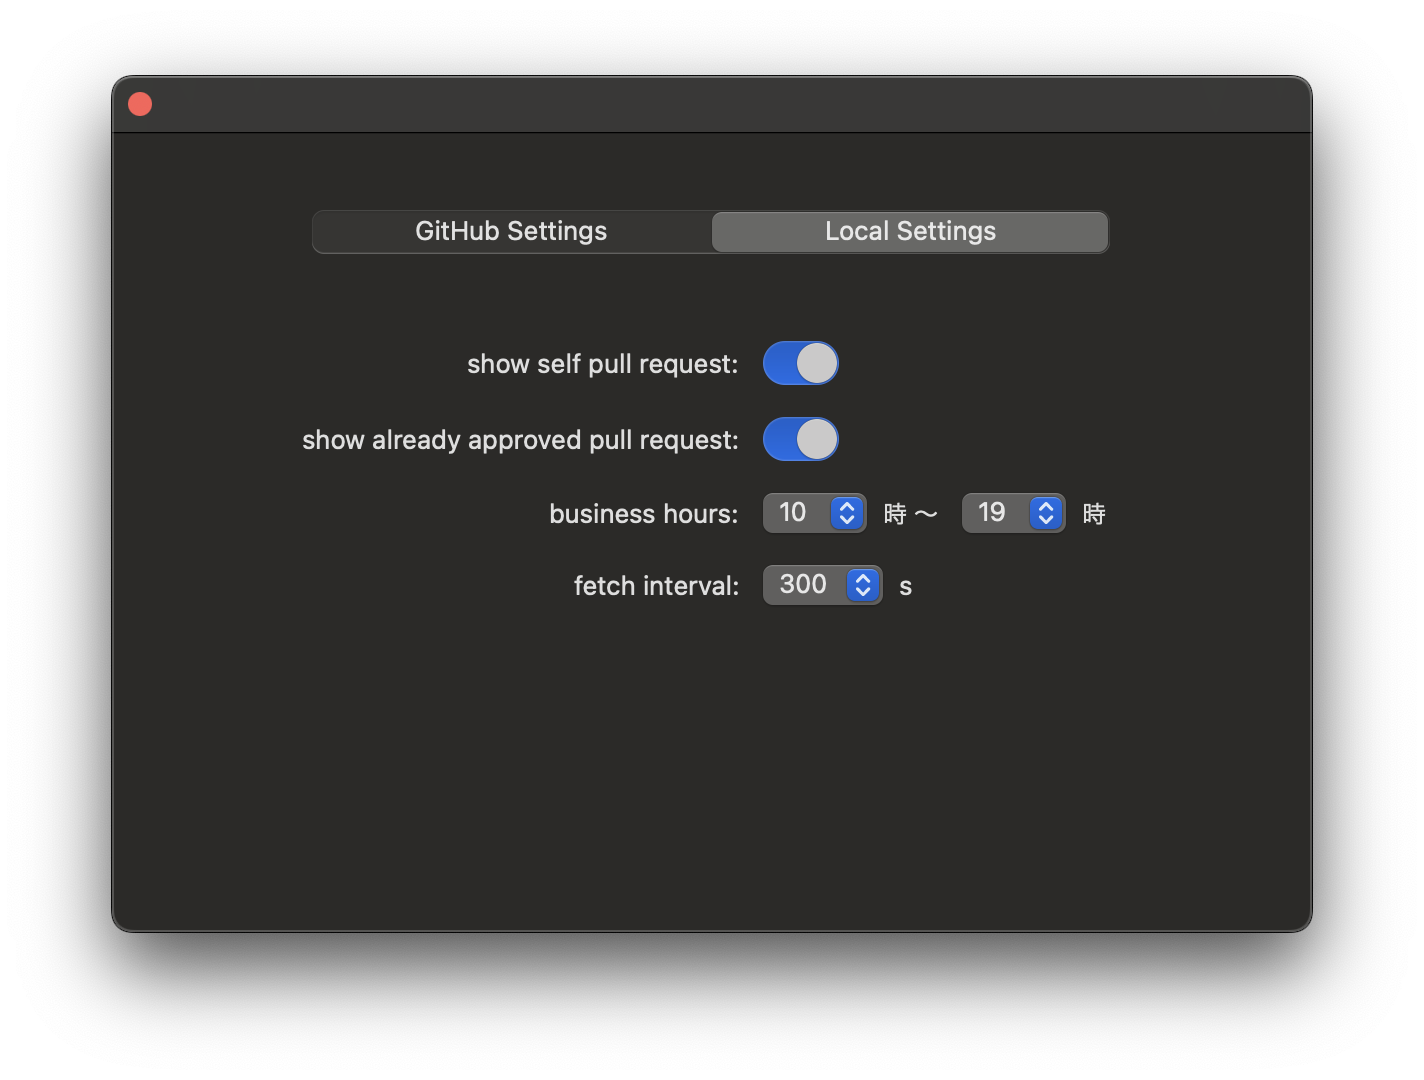 GitHub Settings Local Settings
show self pull request:
show already approved pull request:
business hours: 10 時 〜 19 時
fetch interval: 300 s